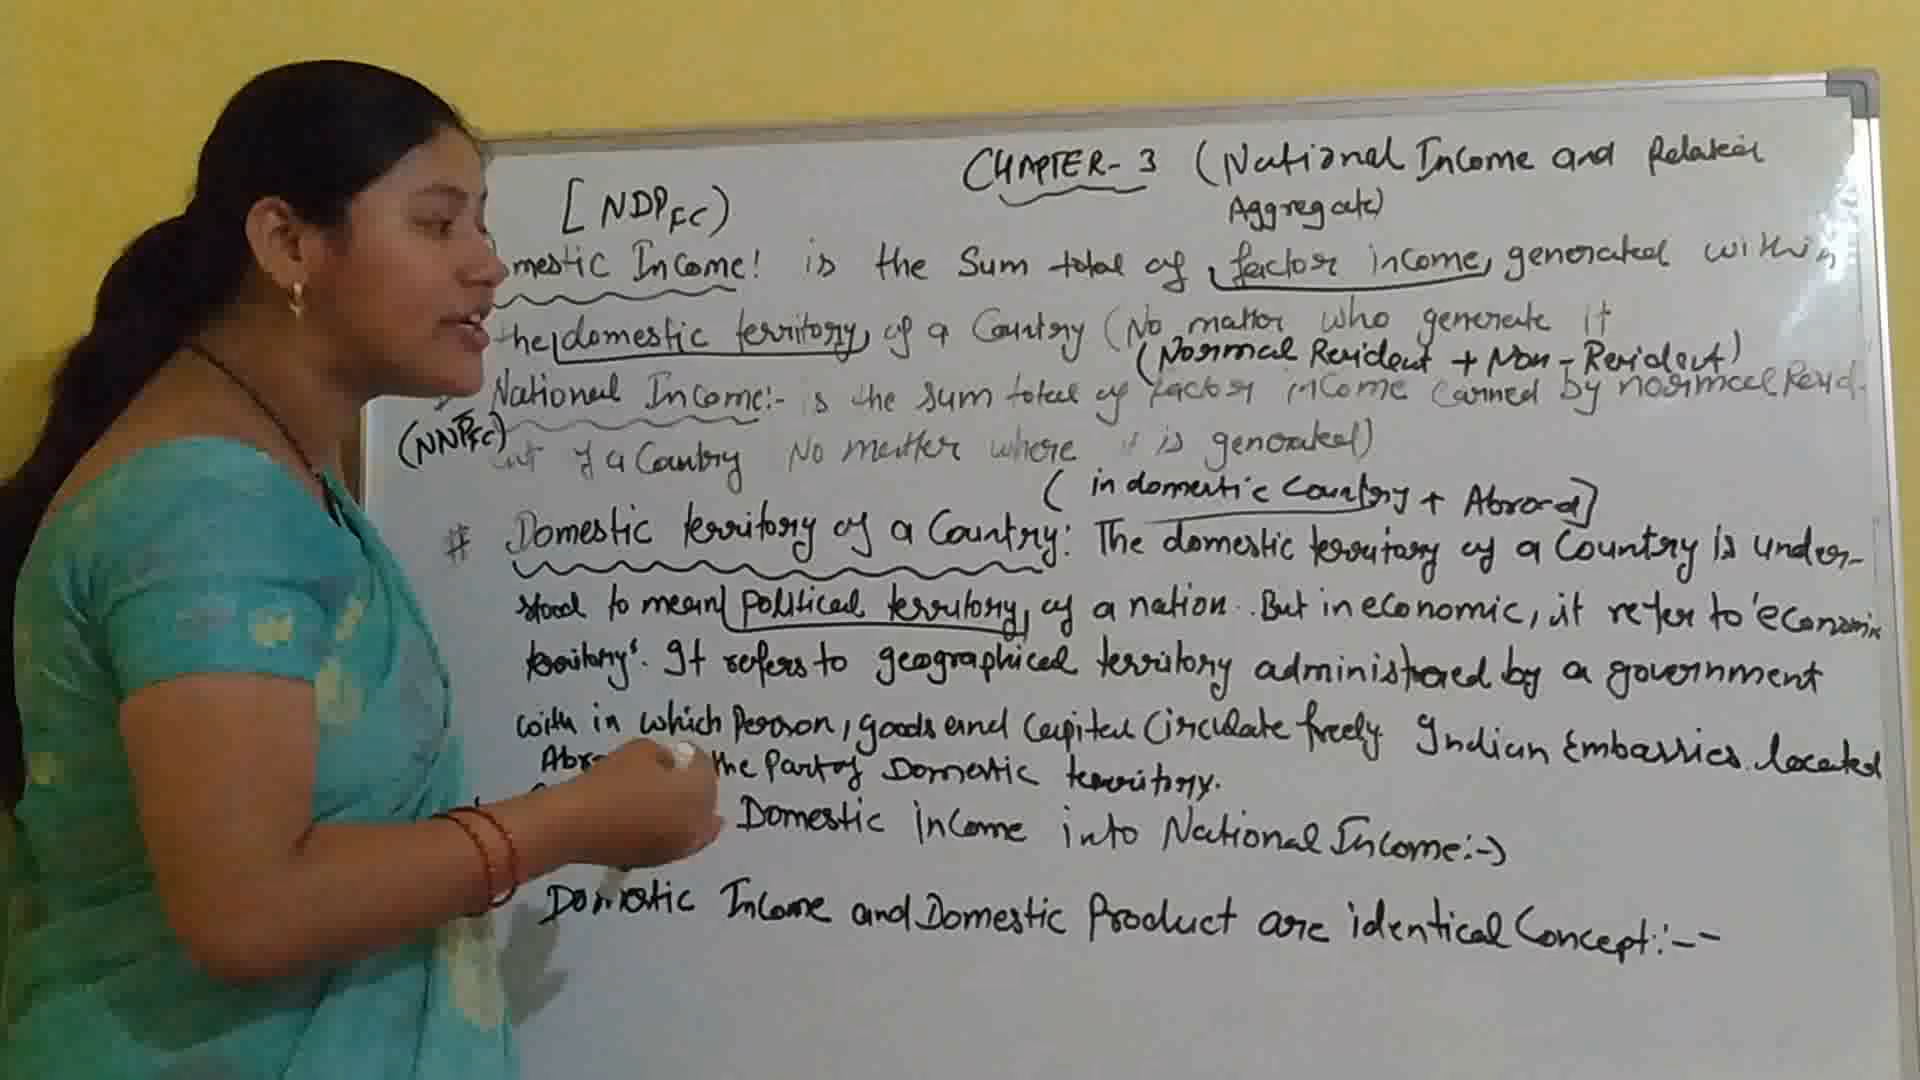 CHAPTER- 3 (National Income and Related
Aggregate)
[NDPFC)
mestic Income! is the Sum total of factor income, generated within
the domestic territory, of a Country (No matter who generate it
(Normal Resident + Non-Resident)
National Income:- is the sum total of factor income earned by normal Resid-
(NNPFC)
ent of a Country No matter where it is generated)
(in domestic Country + Abroad]
# Domestic territory of a Country: The domestic territory of a Country is under-
stood to mean political territory, of a nation. But in economic, it refer to 'economic
territory'. It refers to geographical territory administered by a government
with in which Person, goods and Capital Circulate freely. Indian Embassies located
Abro the Part of Domestic territory.
Domestic income into National Income:-)
Domestic Income and Domestic Product are identical Concept:--